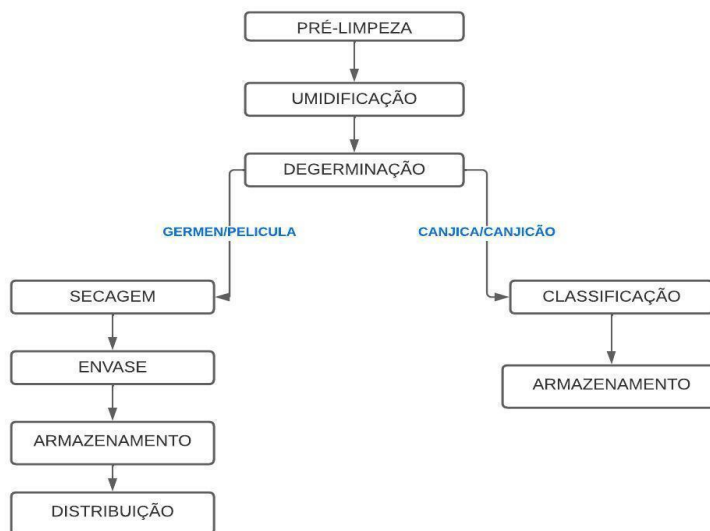 PRÉ-LIMPEZA
UMIDIFICAÇÃO
DEGERMINAÇÃO
GERMEN/PELICULA
CANJICA/CANJICÃO
SECAGEM
CLASSIFICAÇÃO
ENVASE
ARMAZENAMENTO
ARMAZENAMENTO
DISTRIBUIÇÃO